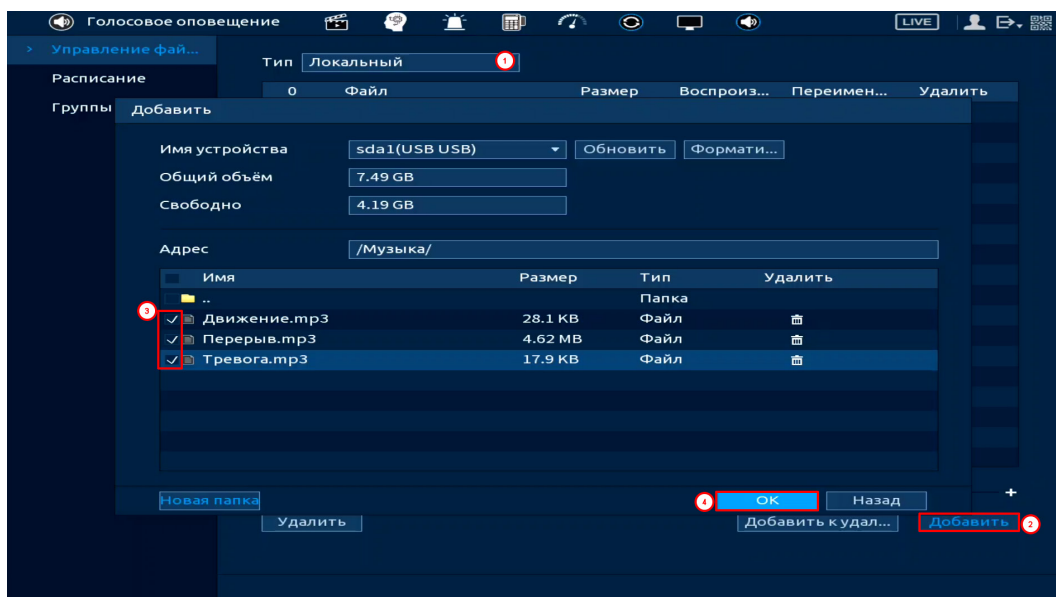 Голосовое оповещение LIVE
> Управление фай...
Тип Локальный 1
Расписание
0 Файл Размер Воспроиз... Переимен... Удалить
Группы
Добавить
Имя устройства sda1(USB USB) Обновить Формати...
Общий объём 7.49 GB
Свободно 4.19 GB
Адрес /Музыка/
Имя Размер Тип Удалить
.. Папка
3
Движение.mp3 28.1 KB Файл
Перерыв.mp3 4.62 MB Файл
Тревога.mp3 17.9 KB Файл
Новая папка 4 OK Назад +
Удалить Добавить к удал... Добавить 2